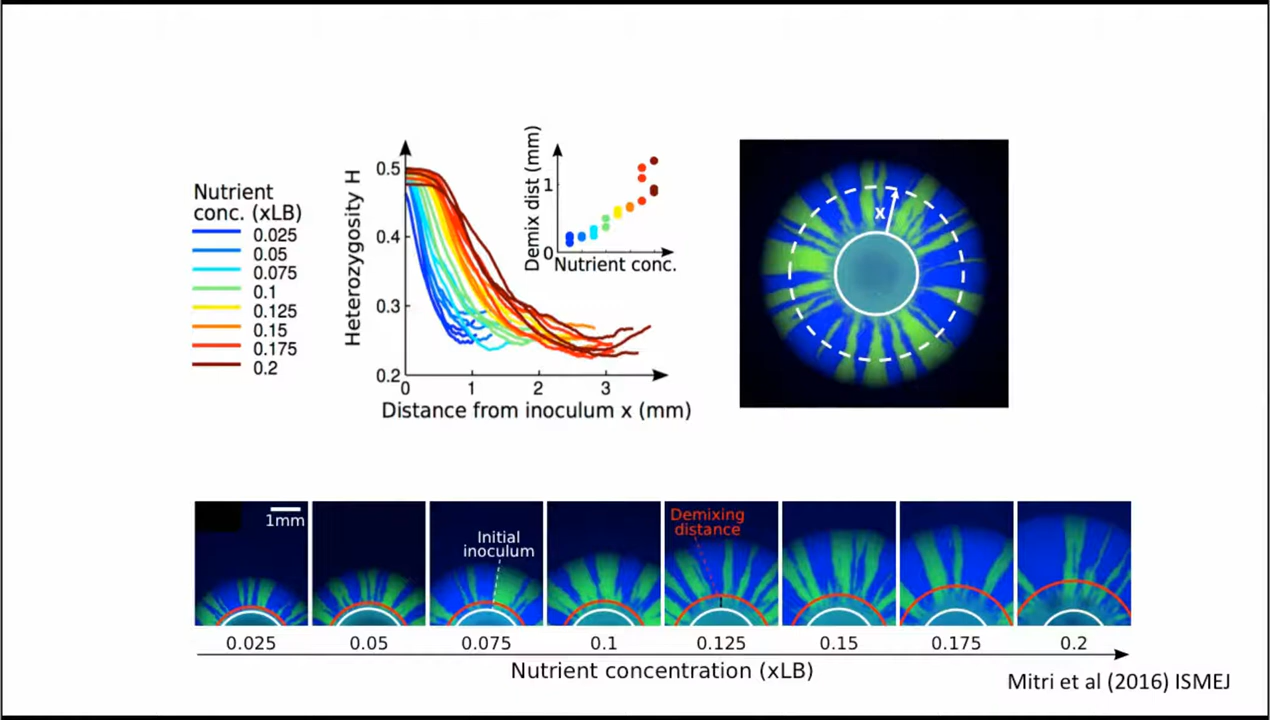 Nutrient
conc. (xLB)
0.025
0.05
0.075
0.1
0.125
0.15
0.175
0.2
Heterozygosity H
0.5
0.4
0.3
0.2
0
1
2
3
Distance from inoculum x (mm)
Demix dist (mm)
1
0
Nutrient conc.
x
1mm
Initial
inoculum
Demixing
distance
0.025
0.05
0.075
0.1
0.125
0.15
0.175
0.2
Nutrient concentration (xLB)
Mitri et al (2016) ISMEJ